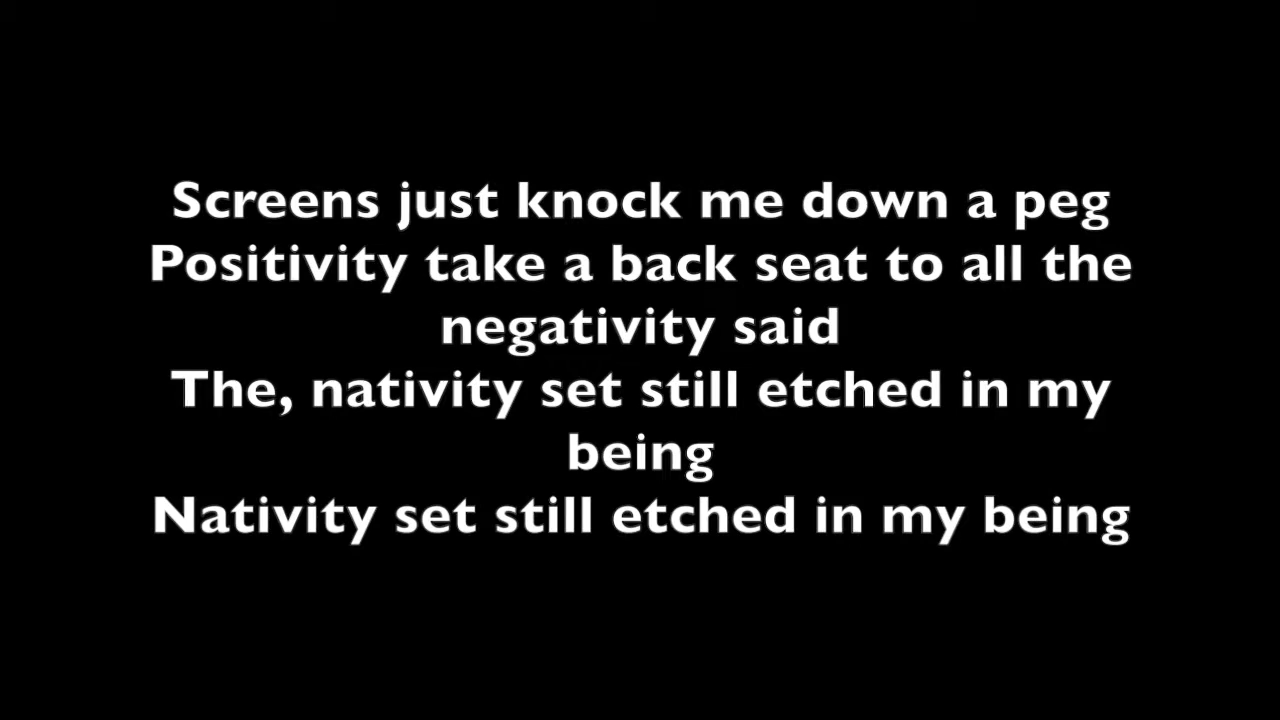 Screens just knock me down a peg
Positivity take a back seat to all the
negativity said
The, nativity set still etched in my
being
Nativity set still etched in my being